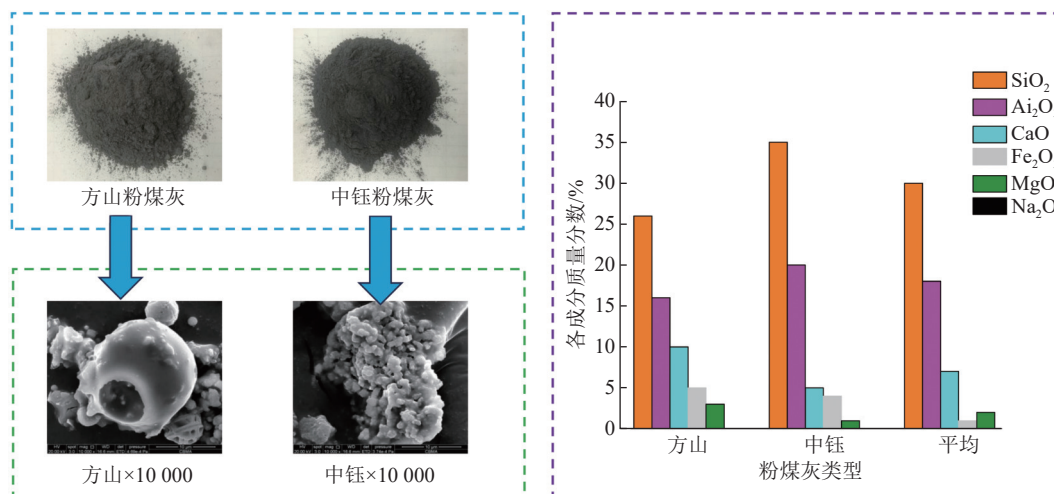 方山粉煤灰
中钰粉煤灰
方山×10 000
中钰×10 000
SiO₂
Ai₂O
CaO
Fe₂O
MgO
Na₂O
各成分质量分数/%
40
35
30
25
20
15
10
5
0
方山
中钰
平均
粉煤灰类型